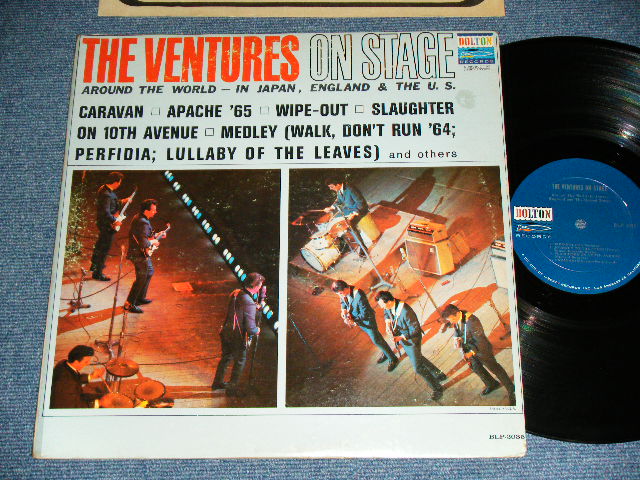 THE VENTURES ON STAGE
AROUND THE WORLD – IN JAPAN, ENGLAND & THE U. S.
CARAVAN □ APACHE '65 □ WIPE-OUT □ SLAUGHTER
ON 10TH AVENUE □ MEDLEY (WALK, DON'T RUN '64;
PERFIDIA; LULLABY OF THE LEAVES) and others
DOLTON
RECORDS
BLP-2035
THE VENTURES ON STAGE
DOLTON
RECORDS